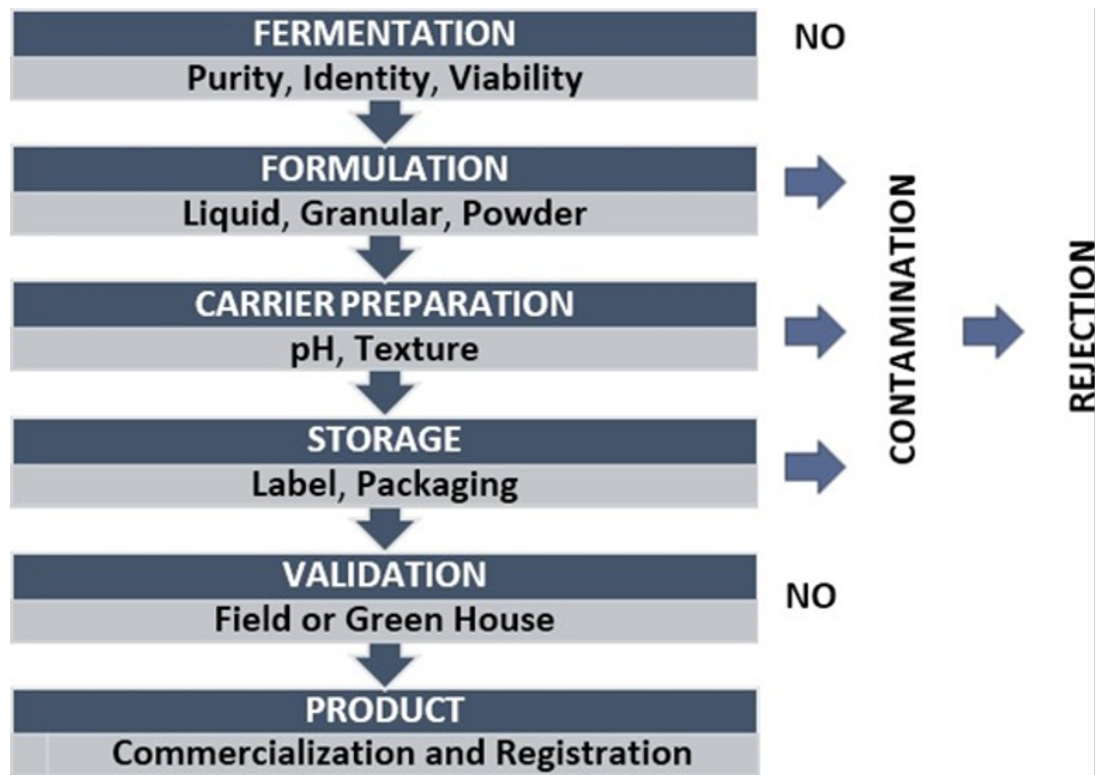 FERMENTATION
NO
Purity, Identity, Viability
FORMULATION
Liquid, Granular, Powder
CARRIER PREPARATION
pH, Texture
STORAGE
Label, Packaging
VALIDATION
NO
Field or Green House
PRODUCT
Commercialization and Registration
CONTAMINATION
REJECTION